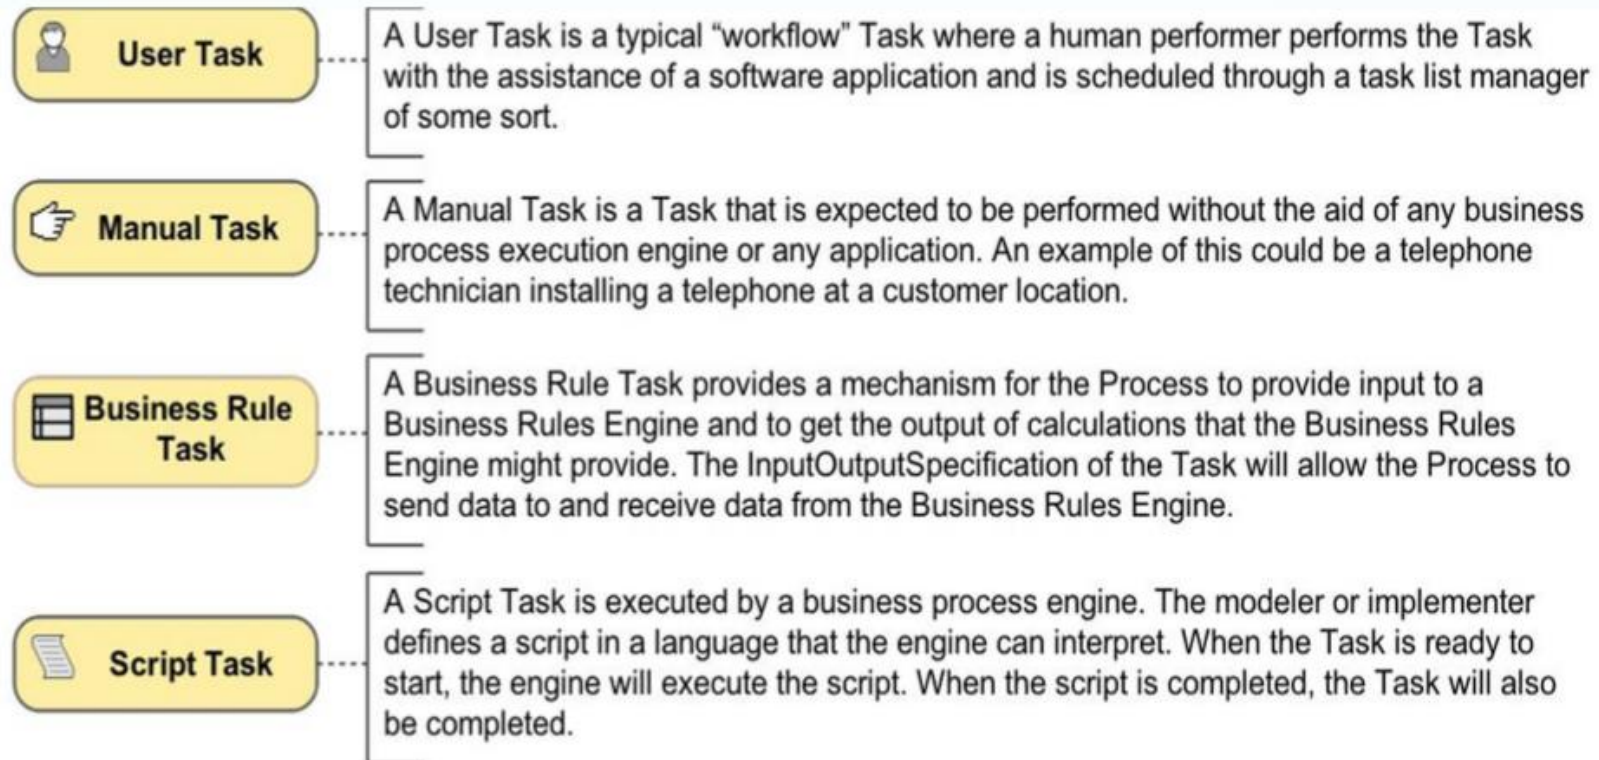 User Task
A User Task is a typical “workflow” Task where a human performer performs the Task
with the assistance of a software application and is scheduled through a task list manager
of some sort.
Manual Task
A Manual Task is a Task that is expected to be performed without the aid of any business
process execution engine or any application. An example of this could be a telephone
technician installing a telephone at a customer location.
Business Rule
Task
A Business Rule Task provides a mechanism for the Process to provide input to a
Business Rules Engine and to get the output of calculations that the Business Rules
Engine might provide. The InputOutputSpecification of the Task will allow the Process to
send data to and receive data from the Business Rules Engine.
Script Task
A Script Task is executed by a business process engine. The modeler or implementer
defines a script in a language that the engine can interpret. When the Task is ready to
start, the engine will execute the script. When the script is completed, the Task will also
be completed.